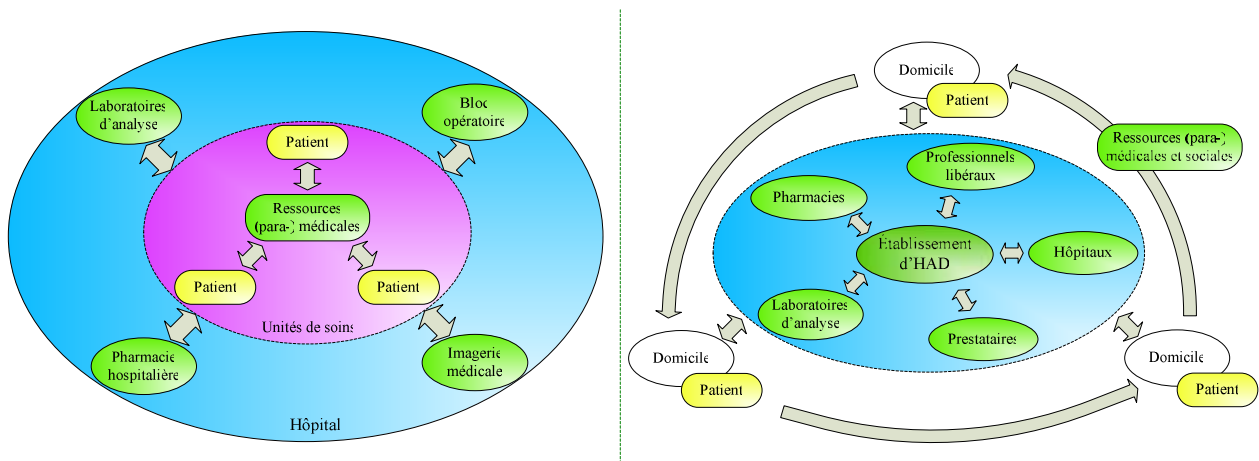 Laboratoires
d'analyse
Bloc
opératoire
Patient
Ressources
(para-) médicales
Patient
Patient
Unités de soins
Pharmacie
hospitalière
Imagerie
médicale
Hôpital
Domicile
Patient
Ressources (para-)
médicales et sociales
Professionnels
libéraux
Pharmacies
Établissement
d'HAD
Hôpitaux
Laboratoires
d'analyse
Prestataires
Domicile
Patient
Domicile
Patient